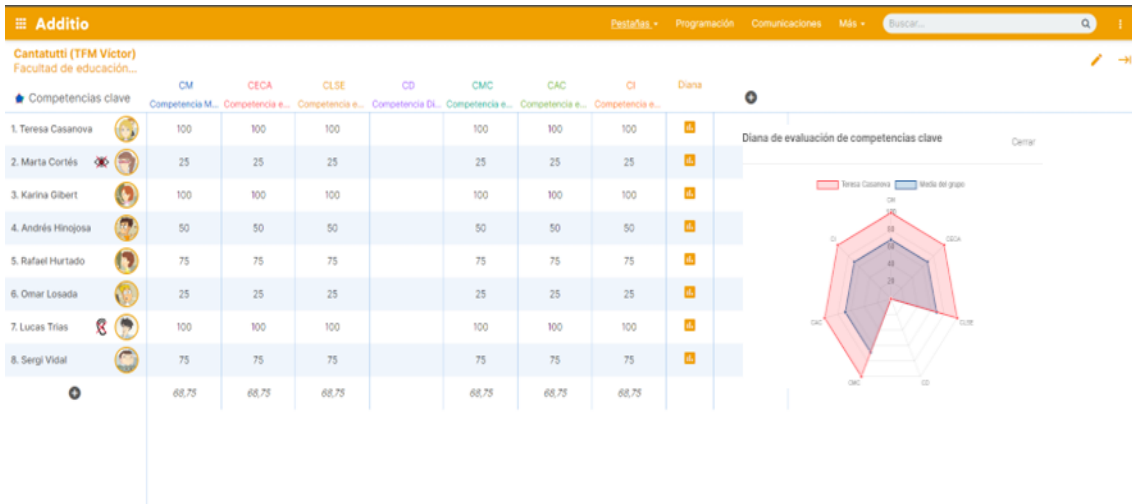 Additio
Pestañas Programación Comunicaciones Más Buscar...
Cantatutti (TFM Víctor)
Facultad de educación...
CM CECA CLSE CD CMC CAC CI Diana
Competencias clave
Competencia M... Competencia e... Competencia e... Competencia Di... Competencia e... Competencia e... Competencia e...
1. Teresa Casanova 100 100 100 100 100 100
2. Marta Cortés 25 25 25 25 25 25
3. Karina Gibert 100 100 100 100 100 100
4. Andrés Hinojosa 50 50 50 50 50 50
5. Rafael Hurtado 75 75 75 75 75 75
6. Omar Losada 25 25 25 25 25 25
7. Lucas Trias 100 100 100 100 100 100
8. Sergi Vidal 75 75 75 75 75 75
68,75 68,75 68,75 68,75 68,75 68,75
Diana de evaluación de competencias clave Cerrar
Teresa Casanova Media del grupo
CM
100
80
CI CECA
60
40
20
CAC CLSE
CMC CD